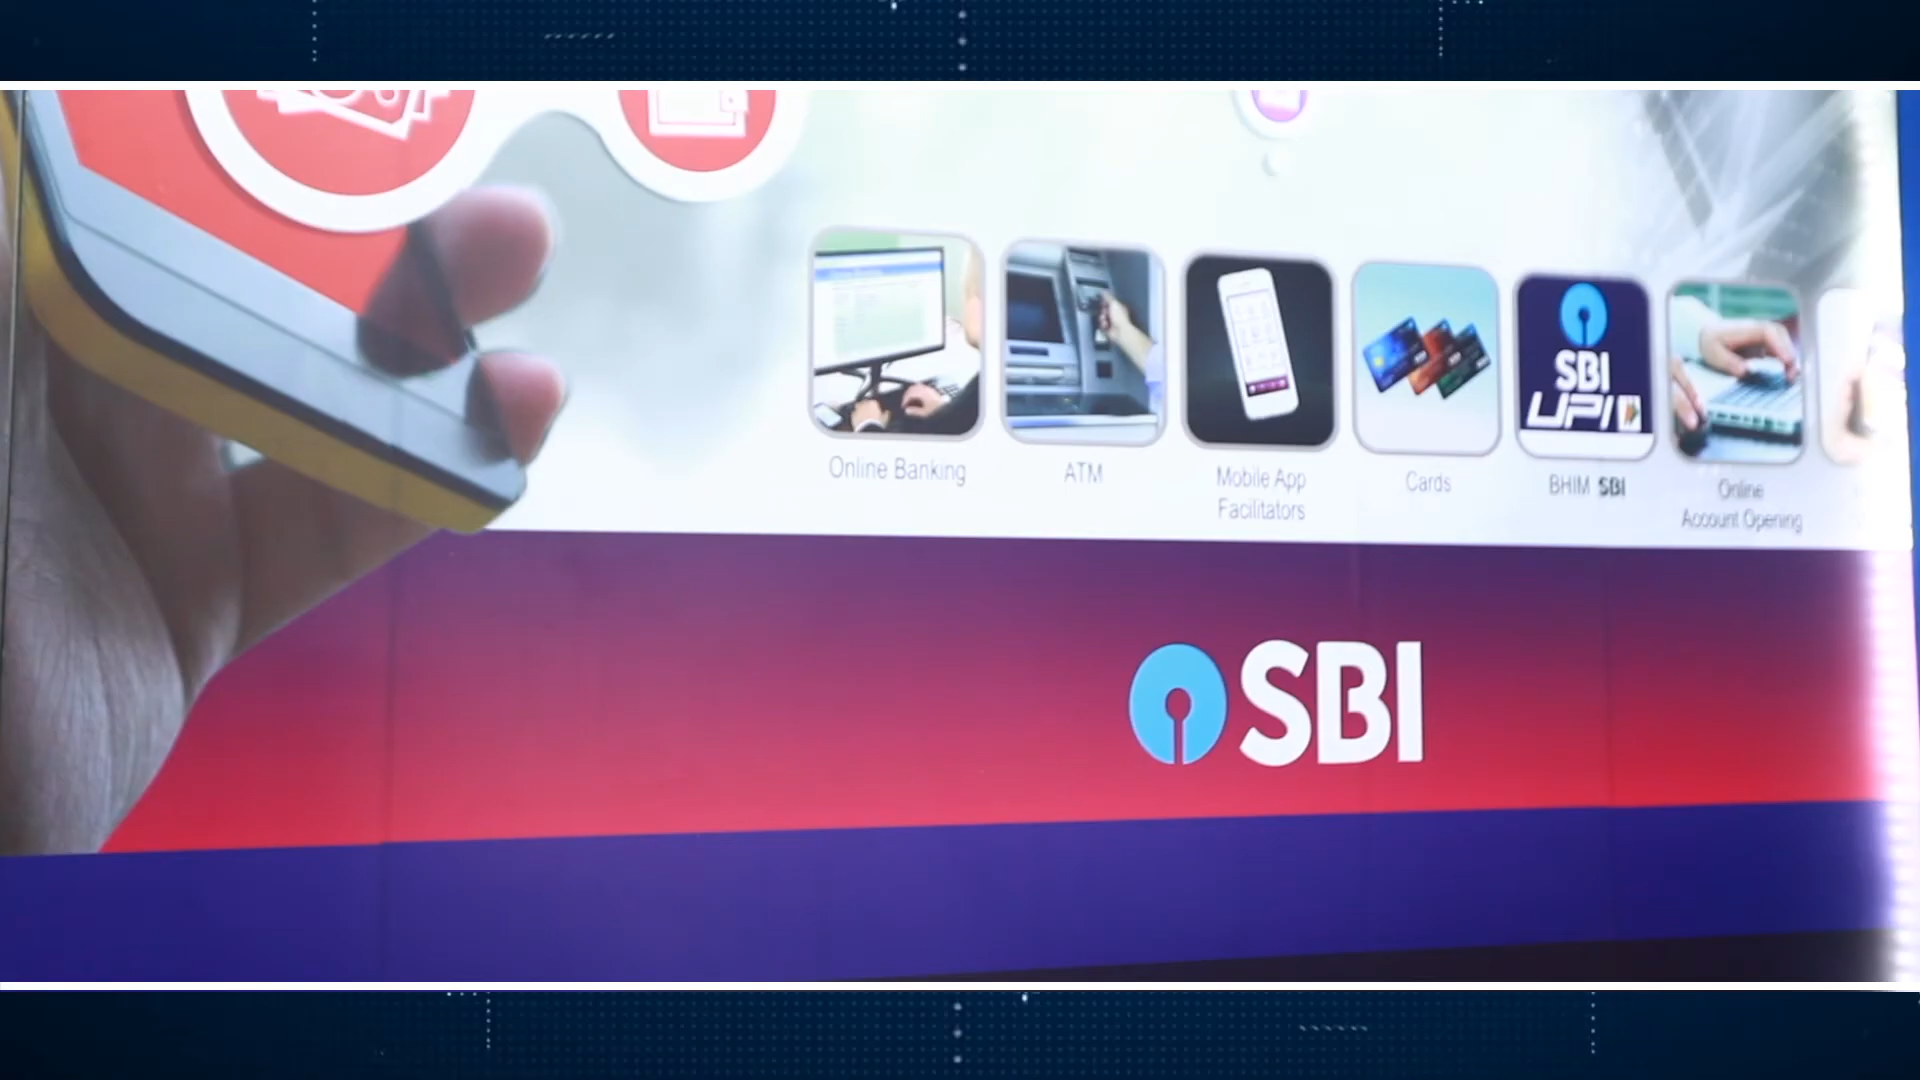 Online Banking
ATM
Mobile App
Facilitators
Cards
SBI
UPI
BHIM SBI
Online
Account Opening
SBI